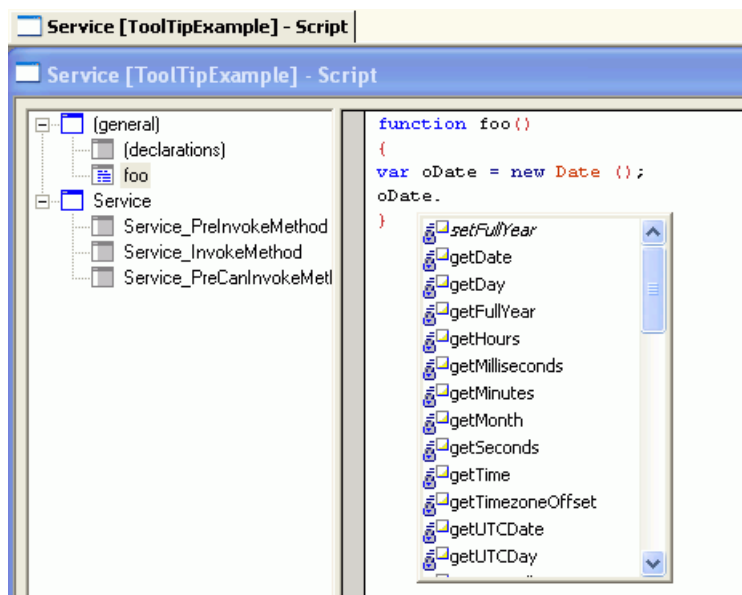 Service [ToolTipExample] - Script
Service [ToolTipExample] - Script
(general)
(declarations)
foo
Service
Service_PreInvokeMethod
Service_InvokeMethod
Service_PreCanInvokeMetl
function foo()
{
var oDate = new Date ();
oDate.
}
setFullYear
getDate
getDay
getFullYear
getHours
getMilliseconds
getMinutes
getMonth
getSeconds
getTime
getTimezoneOffset
getUTCDate
getUTCDay